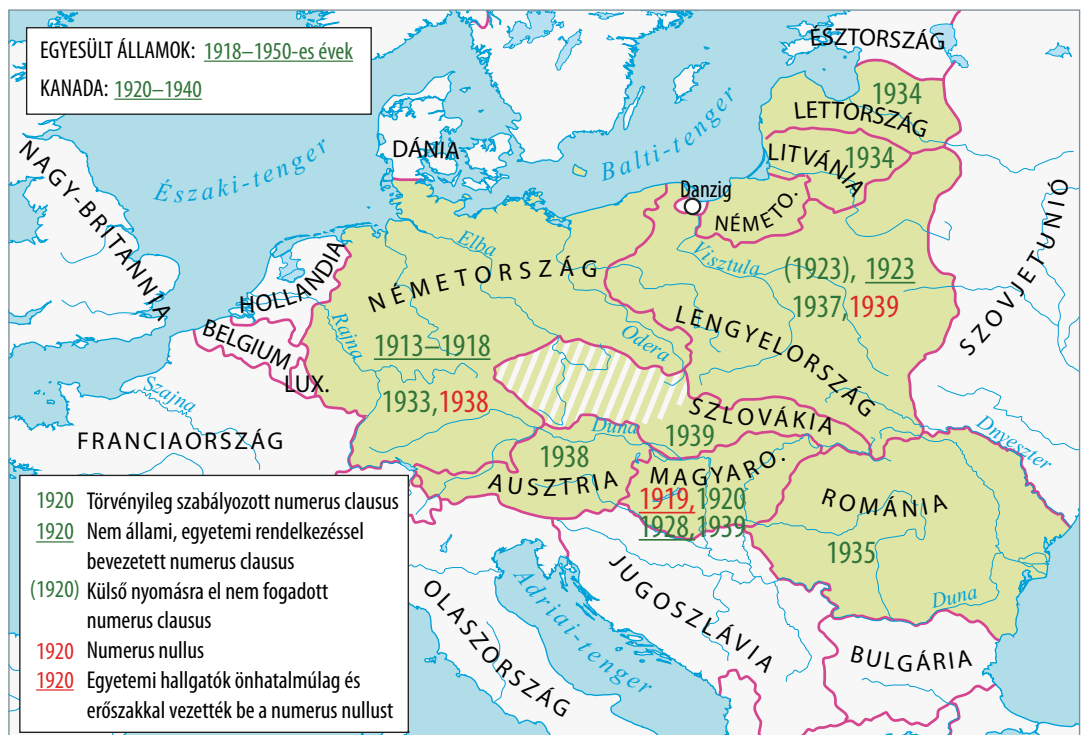 EGYESÜLT ÁLLAMOK: 1918–1950-es évek
KANADA: 1920–1940
ÉSZTORSZÁG
1934
LETTORSZÁG
LITVÁNIA
1934
DÁNIA
Balti-tenger
Északi-tenger
NAGY-BRITANNIA
Danzig
NÉMETO.
SZOVJETUNIÓ
HOLLANDIA
Elba
Visztula
(1923), 1923
1937, 1939
NÉMETORSZÁG
LENGYELORSZÁG
BELGIUM
Rajna
Odera
1913–1918
LUX.
Szajna
1933, 1938
SZLOVÁKIA
1939
FRANCIAORSZÁG
Duna
Dnyeszter
1938
AUSZTRIA
MAGYARO.
1919, 1920
1928, 1939
ROMÁNIA
1935
Duna
JUGOSZLÁVIA
OLASZORSZÁG
Adriai-tenger
BULGÁRIA
1920 Törvényileg szabályozott numerus clausus
1920 Nem állami, egyetemi rendelkezéssel
bevezetett numerus clausus
(1920) Külső nyomásra el nem fogadott
numerus clausus
1920 Numerus nullus
1920 Egyetemi hallgatók önhatalmúlag és
erőszakkal vezették be a numerus nullust